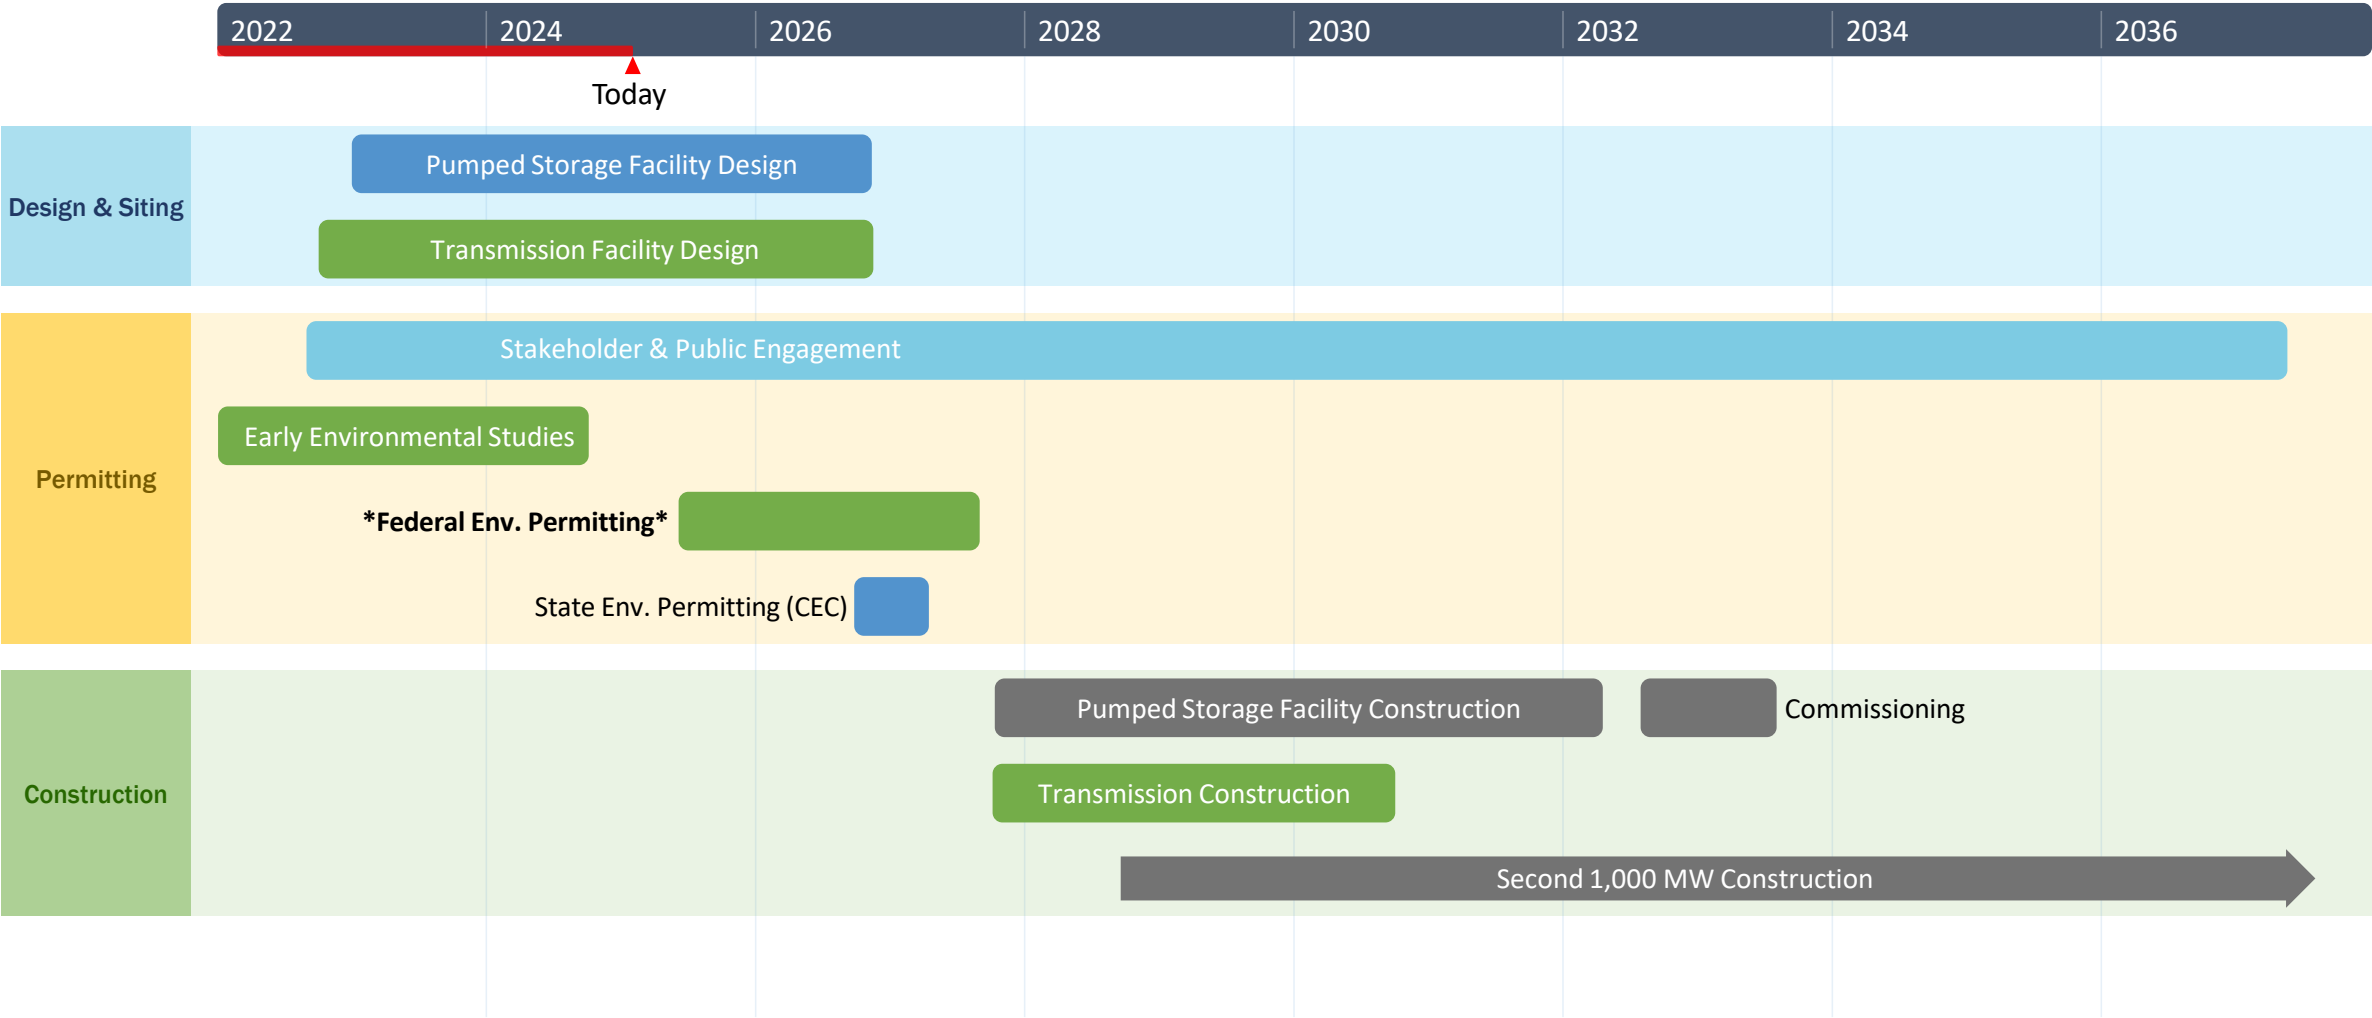 2022 2024 2026 2028 2030 2032 2034 2036
Today
Design & Siting
Pumped Storage Facility Design
Transmission Facility Design
Permitting
Stakeholder & Public Engagement
Early Environmental Studies
*Federal Env. Permitting*
State Env. Permitting (CEC)
Construction
Pumped Storage Facility Construction
Commissioning
Transmission Construction
Second 1,000 MW Construction